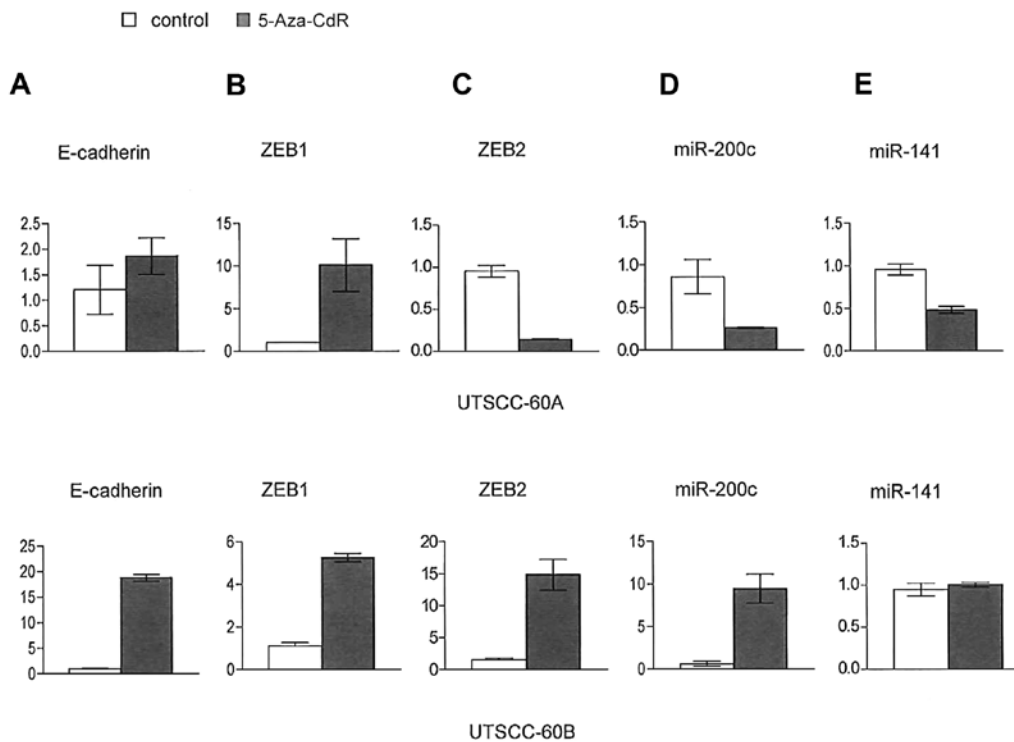 control 5-Aza-CdR
A B C D E
E-cadherin ZEB1 ZEB2 miR-200c miR-141
2.5 15 1.5 1.5 1.5
2.0
1.5 10 1.0 1.0 1.0
1.0
0.5 5 0.5 0.5 0.5
0.0 0 0.0 0.0 0.0
UTSCC-60A
E-cadherin ZEB1 ZEB2 miR-200c miR-141
25 6 20 15 1.5
20
15 4 15 10 1.0
10 10
5 2 5 5 0.5
0 0 0 0 0.0
UTSCC-60B